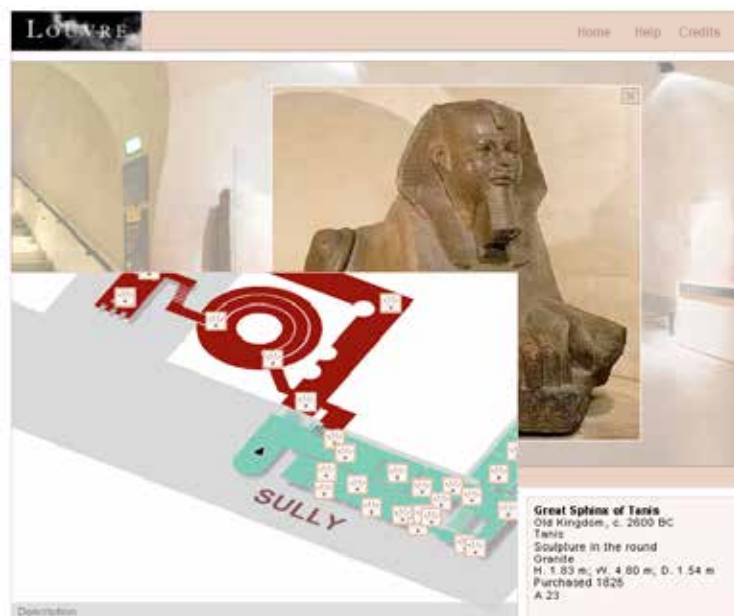 LOUVRE
Home Help Credits
SULLY
Great Sphinx of Tanis
Old Kingdom, c. 2600 BC
Tanis
Sculpture in the round
Granite
H. 1.83 m; W. 4.80 m; D. 1.54 m
Purchased 1826
A 23
Description